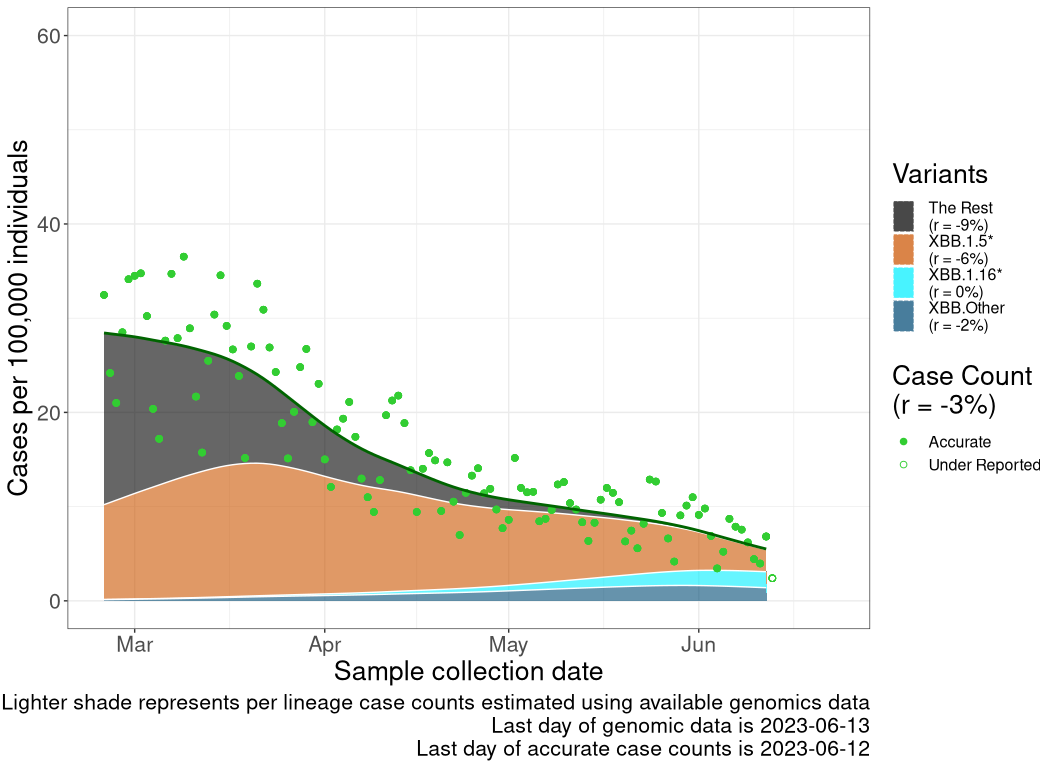 60
40
20
0
Cases per 100,000 individuals
Mar
Apr
May
Jun
Sample collection date
Variants
The Rest
(r = -9%)
XBB.1.5*
(r = -6%)
XBB.1.16*
(r = 0%)
XBB.Other
(r = -2%)
Case Count
(r = -3%)
Accurate
Under Reported
Lighter shade represents per lineage case counts estimated using available genomics data
Last day of genomic data is 2023-06-13
Last day of accurate case counts is 2023-06-12